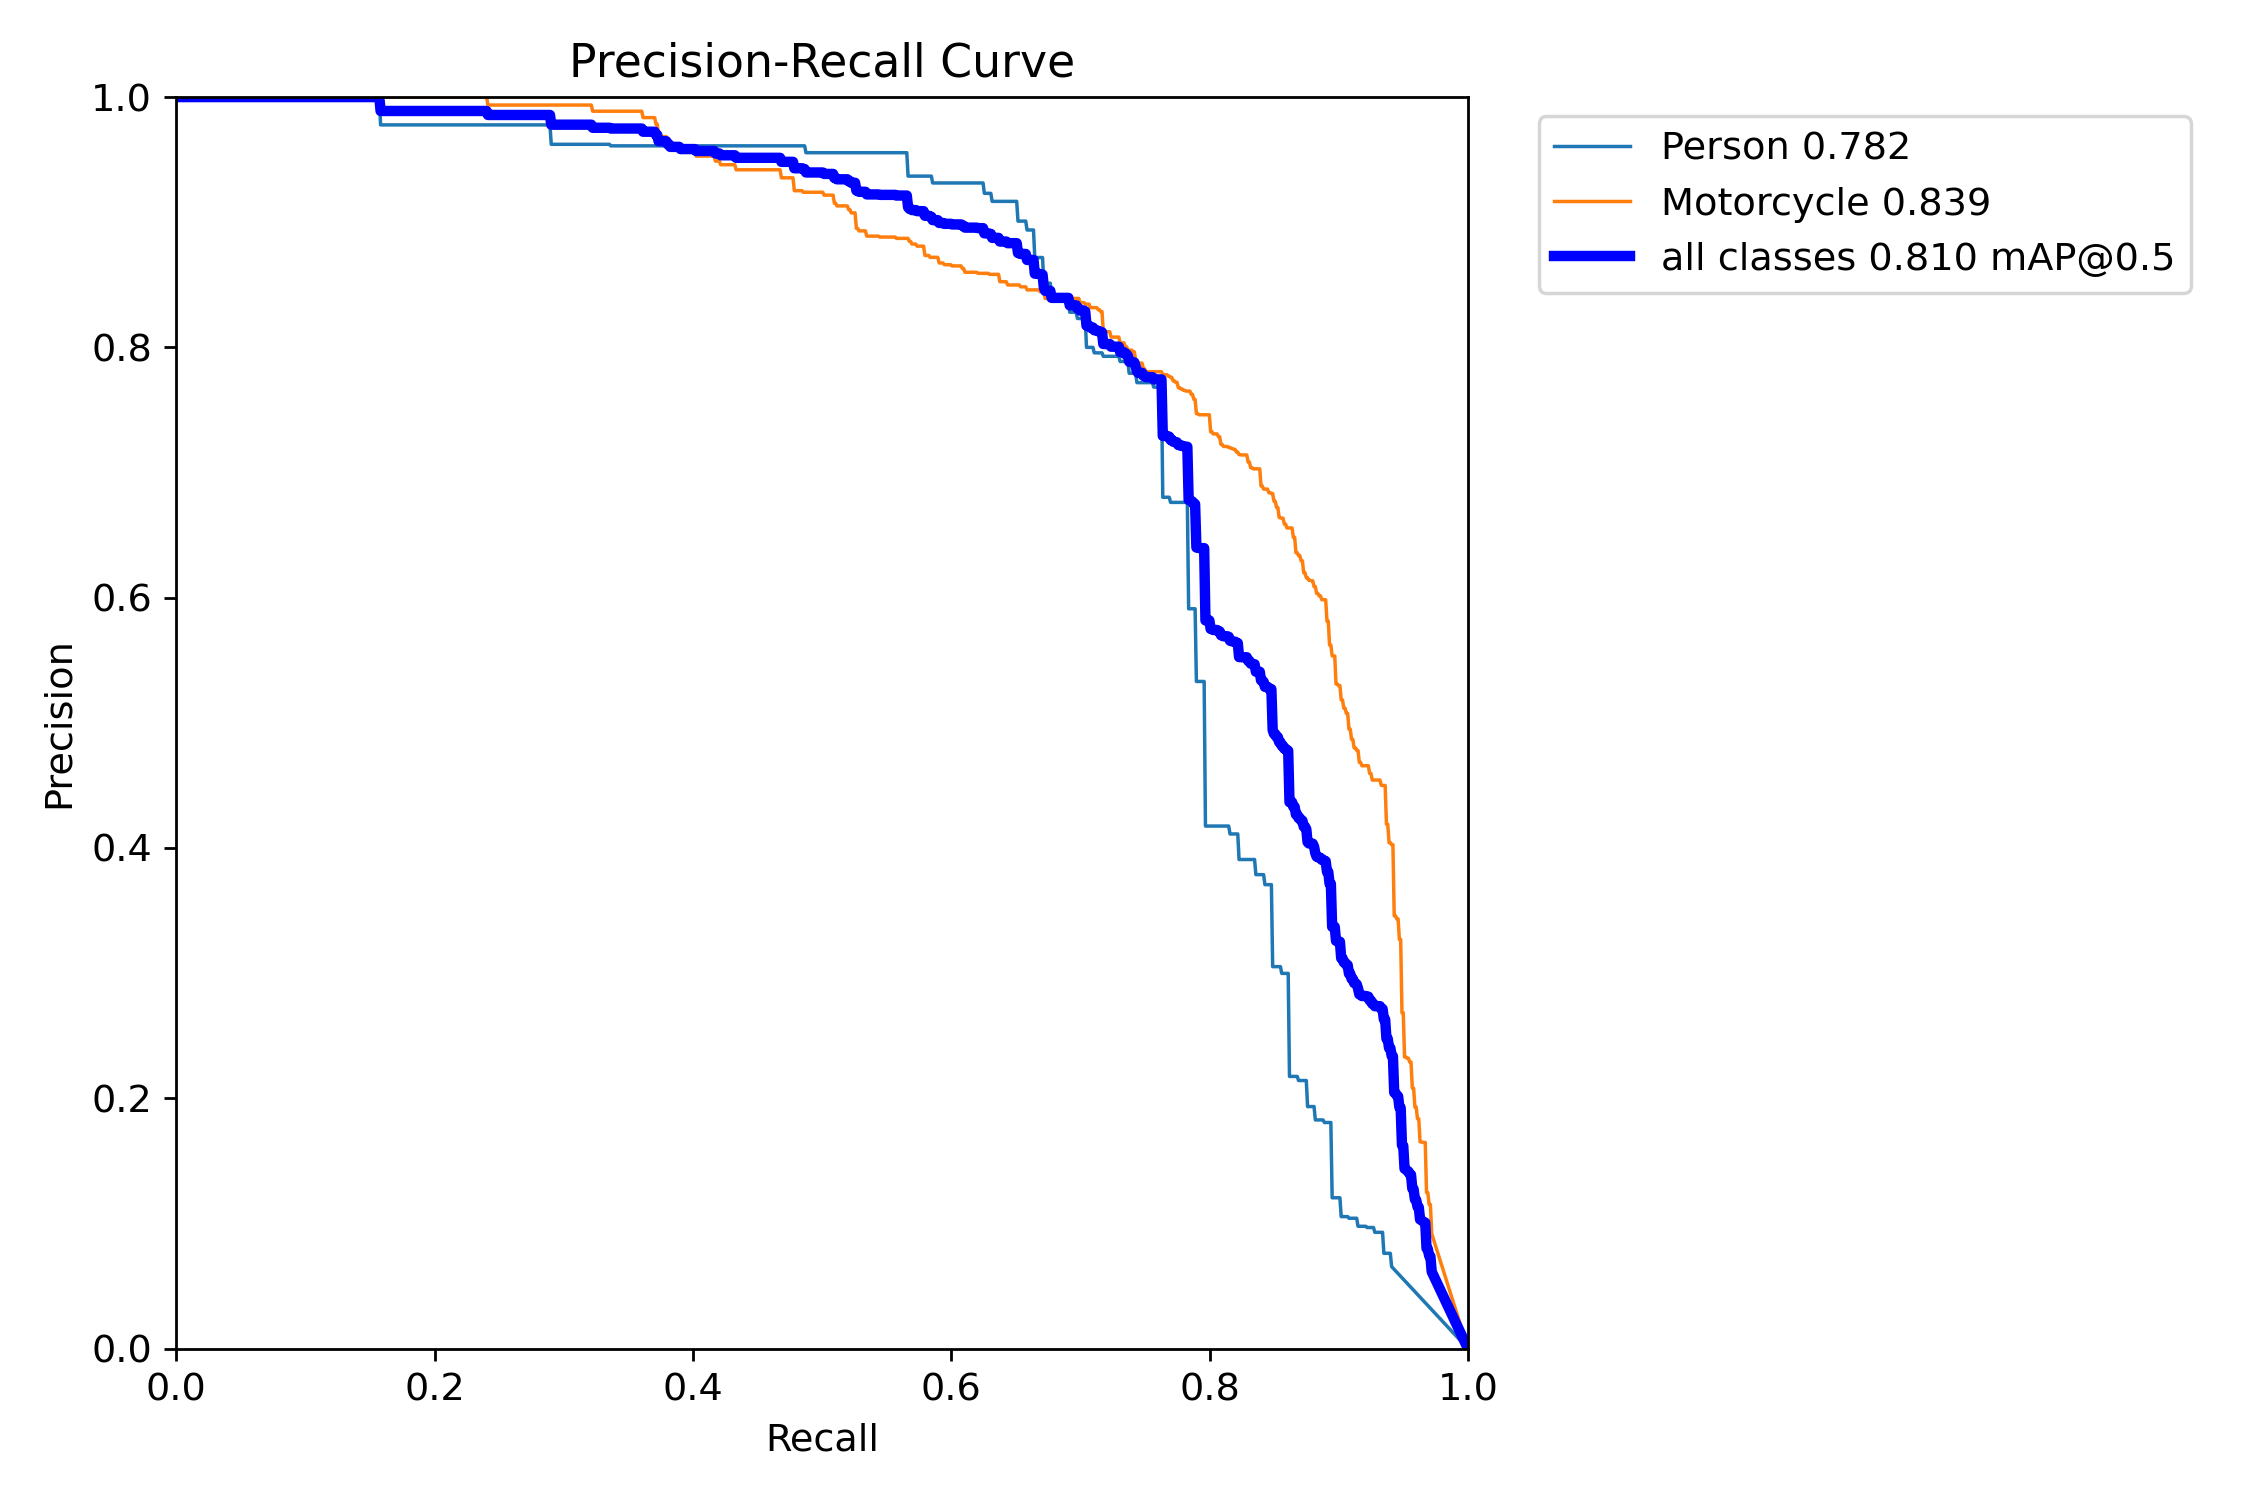 Precision-Recall Curve
1.0
0.8
0.6
0.4
0.2
0.0
Precision
0.0 0.2 0.4 0.6 0.8 1.0
Recall
Person 0.782
Motorcycle 0.839
all classes 0.810 mAP@0.5